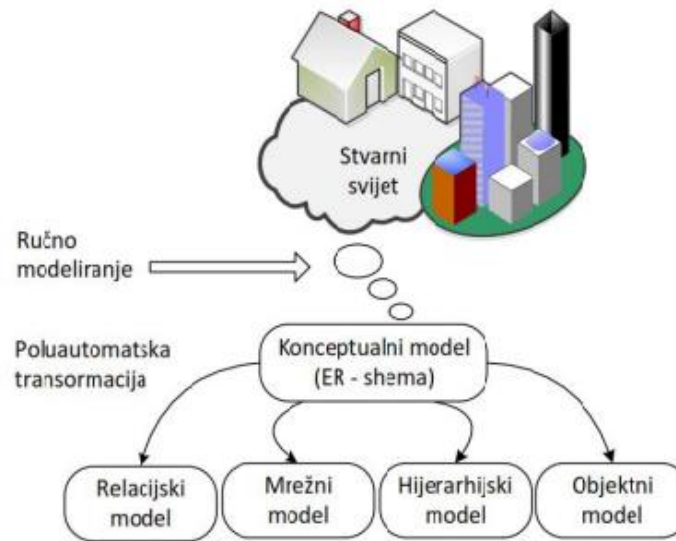 Stvarni
svijet
Ručno
modeliranje
Konceptualni model
(ER - shema)
Poluautomatska
transormacija
Relacijski
model
Mrežni
model
Hijerarhijski
model
Objektni
model